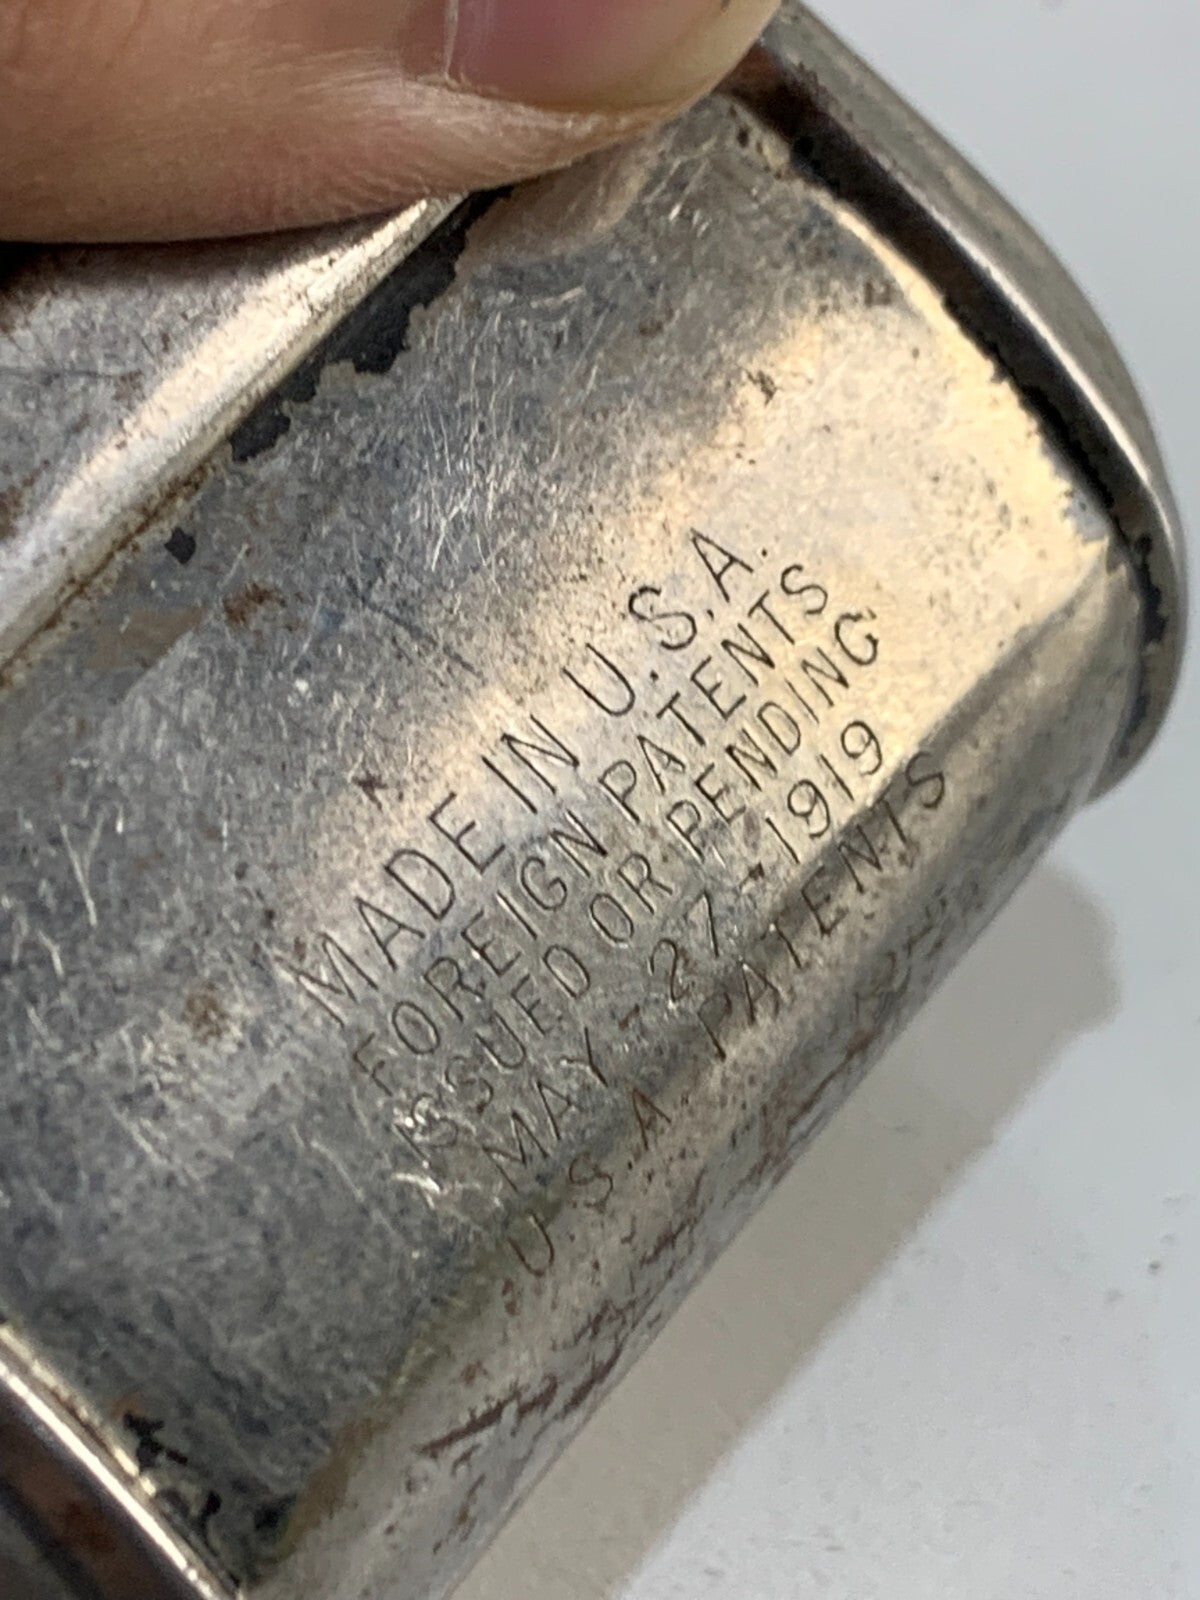 MADE IN U.S.A.
FOREIGN PATENTS
ISSUED OR PENDING
MAY - 27 - 1919
U.S.A. PATENTS